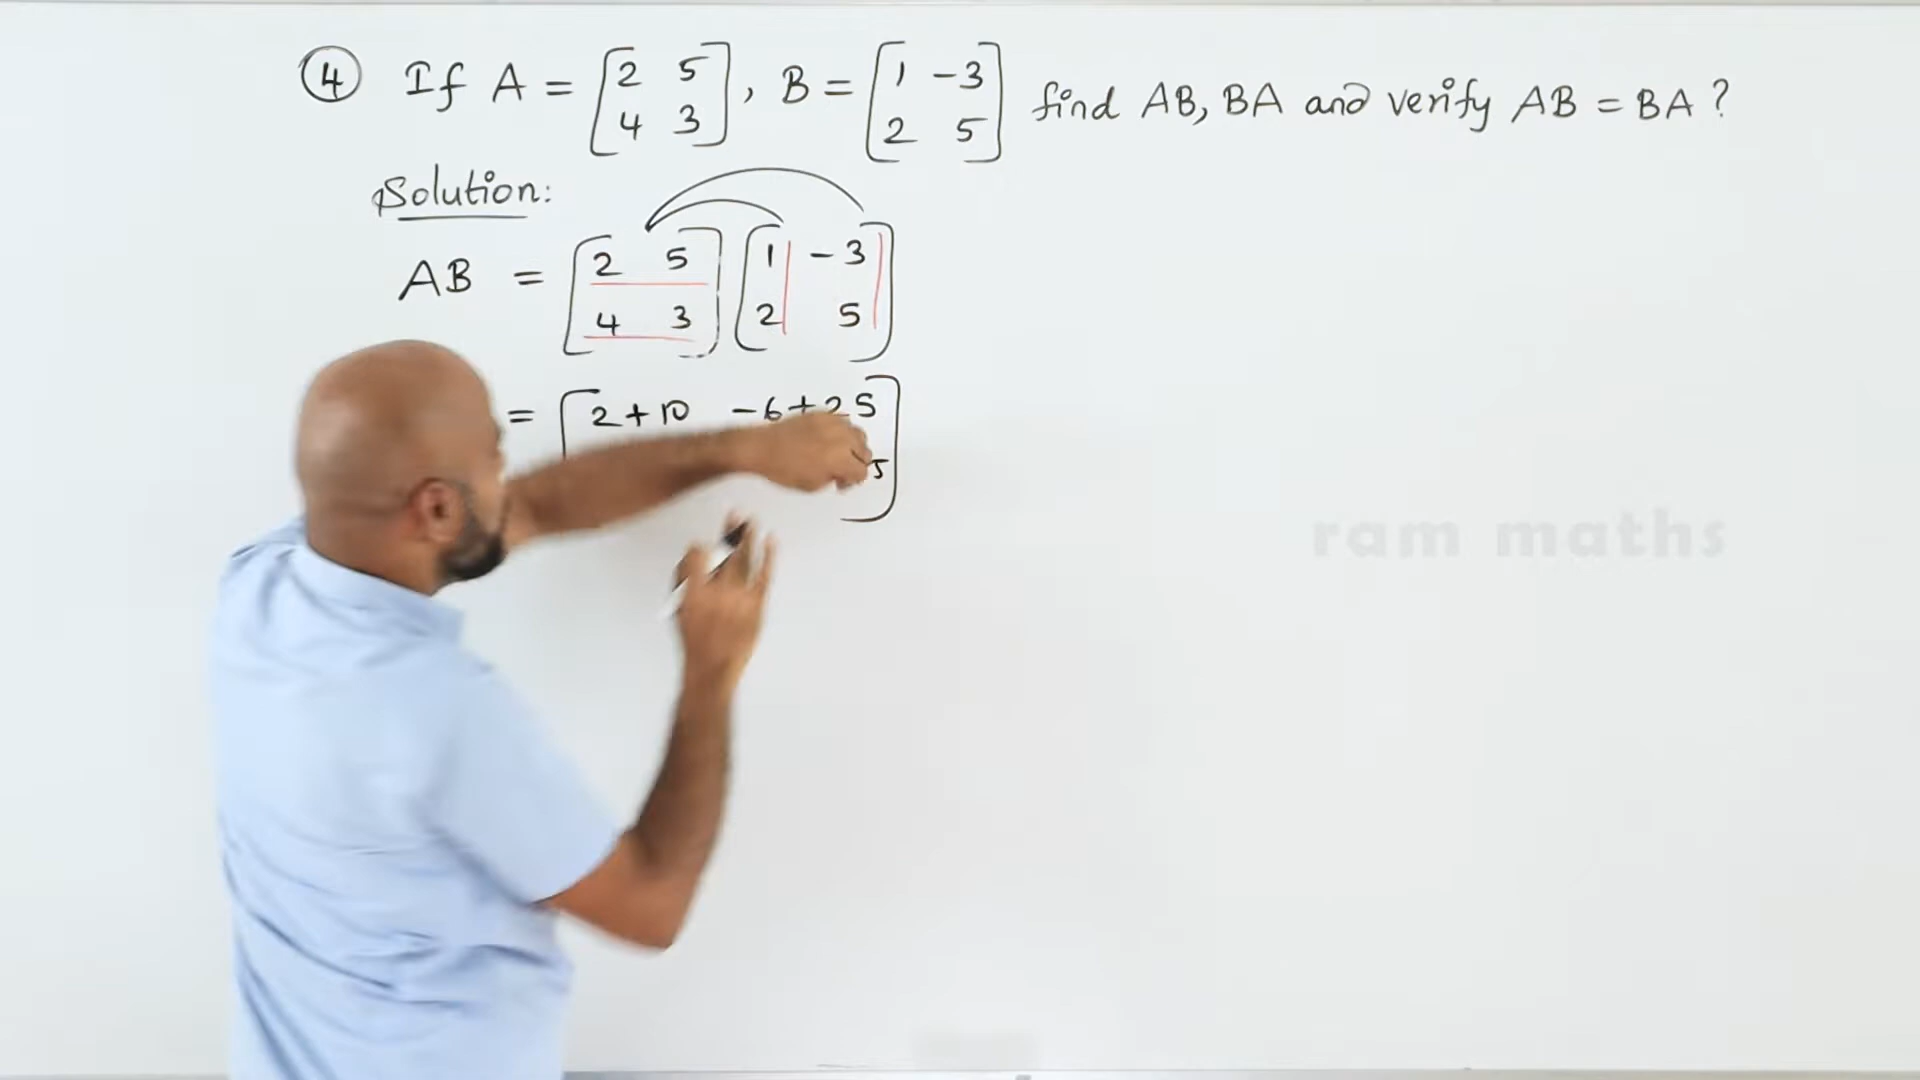 ④ If A = [2 5 4 3], B = [1 -3 2 5] find AB, BA and verify AB = BA?
Solution:
AB = [2 5 4 3] [1 -3 2 5]
= [2+10 -6+25
5]
ram maths